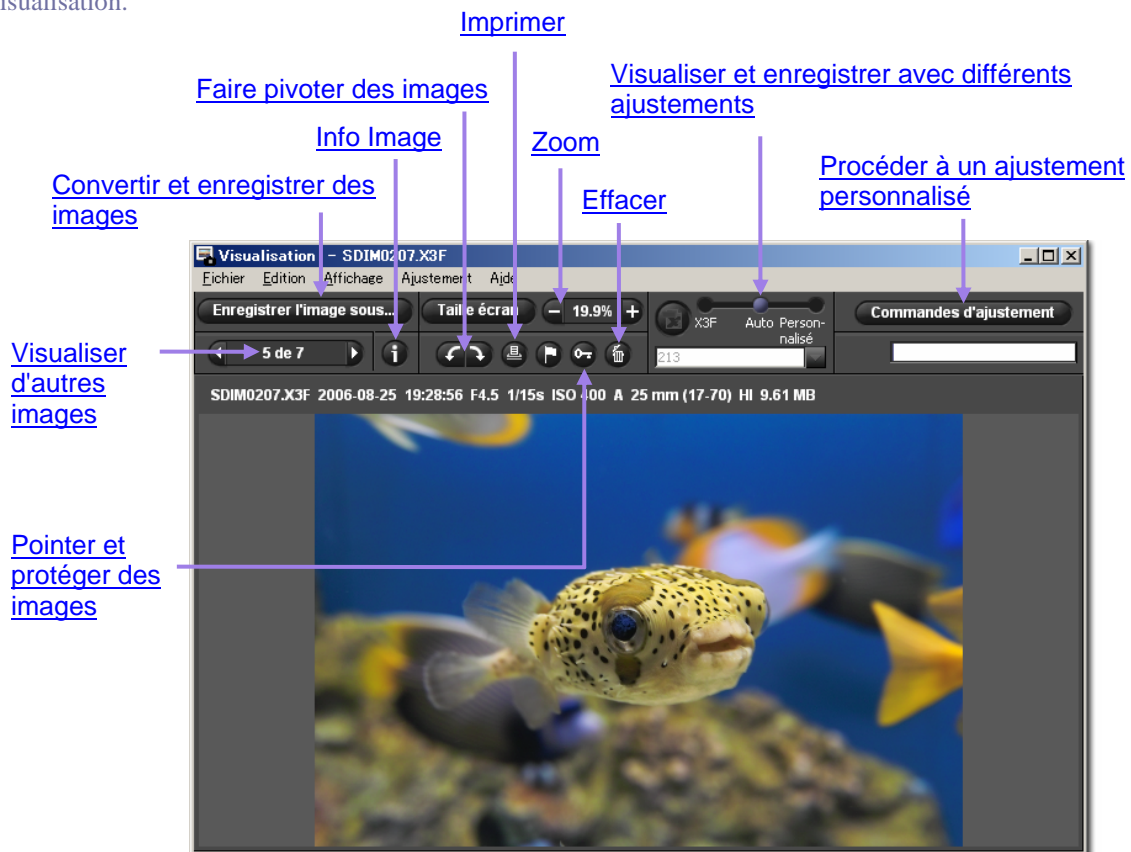 isualisation.
Imprimer
Faire pivoter des images
Visualiser et enregistrer avec différents
ajustements
Info Image
Zoom
Procéder à un ajustement
personnalisé
Convertir et enregistrer des
images
Effacer
Visualisation - SDIM0207.X3F
Fichier Edition Affichage Ajustement Aide
Enregistrer l'image sous... Taille écran 19.9%
X3F Auto Person-
nalisé
Commandes d'ajustement
5 de 7
213
Visualiser
d'autres
images
SDIM0207.X3F 2006-08-25 19:28:56 F4.5 1/15s ISO 400 A 25 mm (17-70) HI 9.61 MB
Pointer et
protéger des
images